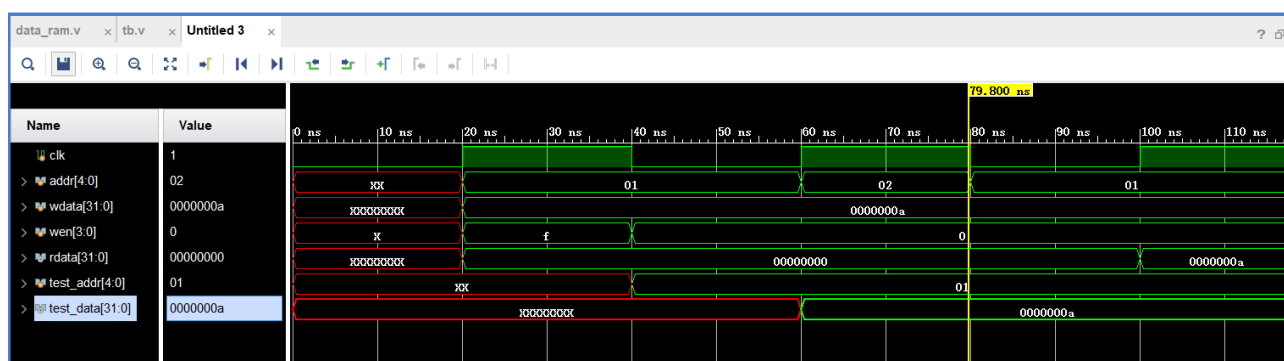 data_ram.v × tb.v × Untitled 3 ×
?
79.800 ns
Name Value
0 ns 10 ns 20 ns 30 ns 40 ns 50 ns 60 ns 70 ns 80 ns 90 ns 100 ns 110 ns
clk 1
> addr[4:0] 02 XX 01 02 01
> wdata[31:0] 0000000a XXXXXXXX 0000000a
> wen[3:0] 0 X f 0
> rdata[31:0] 00000000 XXXXXXXX 00000000 0000000a
> test_addr[4:0] 01 XX 01
> test_data[31:0] 0000000a XXXXXXXX 0000000a